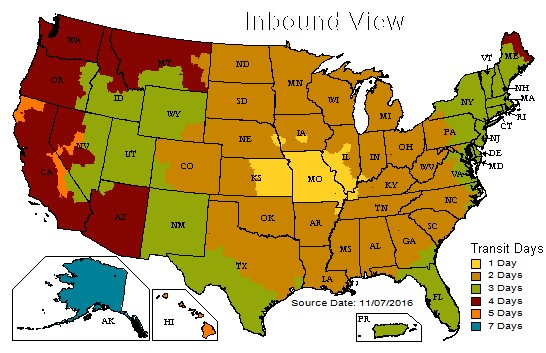 Inbound View
WA
MT
ND
MN
VT
ME
OR
ID
SD
WI
MI
NY
NH
MA
RI
CT
WY
NE
IA
PA
NJ
NV
UT
CO
IL
IN
OH
DE
MD
CA
KS
MO
WV
VA
KY
AZ
NM
OK
AR
TN
NC
SC
TX
LA
MS
AL
GA
FL
AK
HI
PR
Source Date: 11/07/2016
Transit Days
1 Day
2 Days
3 Days
4 Days
5 Days
7 Days